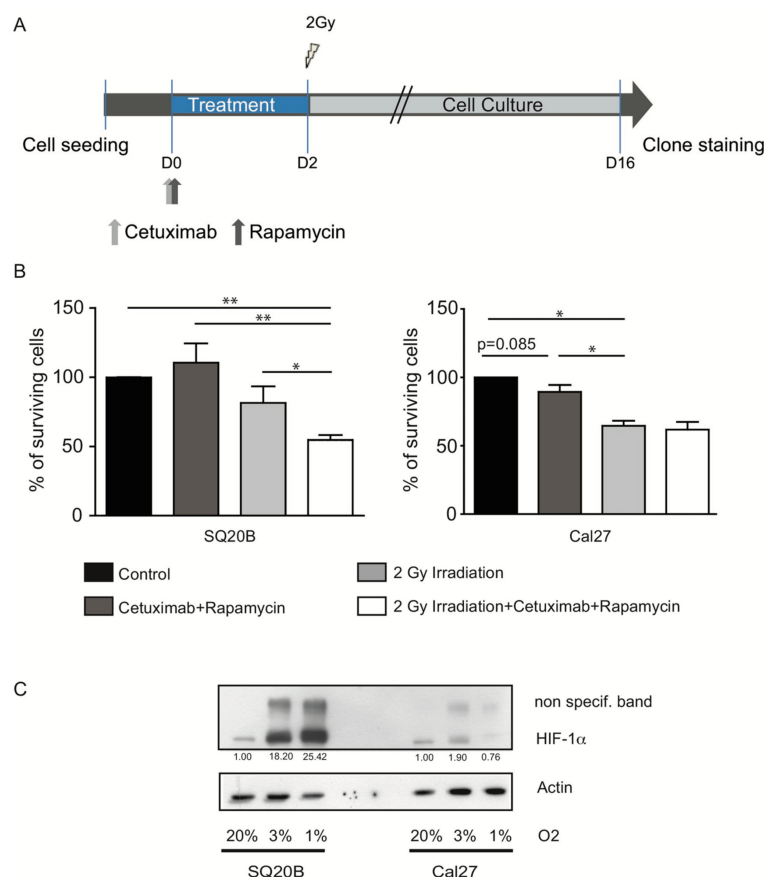 A
2Gy
Treatment
Cell Culture
Cell seeding
Clone staining
D0
D2
D16
Cetuximab
Rapamycin
B
150
100
50
0
% of surviving cells
**
**
*
SQ20B
150
100
50
0
% of surviving cells
*
p=0.085
*
Cal27
Control
2 Gy Irradiation
Cetuximab+Rapamycin
2 Gy Irradiation+Cetuximab+Rapamycin
C
non specif. band
HIF-1α
1.00 18.20 25.42 1.00 1.90 0.76
Actin
20% 3% 1% 20% 3% 1% O2
SQ20B Cal27